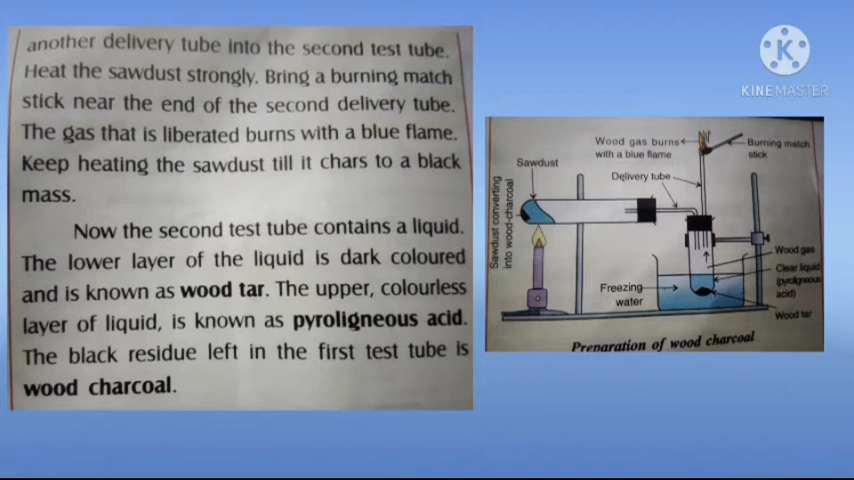 another delivery tube into the second test tube.
Heat the sawdust strongly. Bring a burning match
stick near the end of the second delivery tube.
The gas that is liberated burns with a blue flame.
Keep heating the sawdust till it chars to a black
mass.
Now the second test tube contains a liquid.
The lower layer of the liquid is dark coloured
and is known as wood tar. The upper, colourless
layer of liquid, is known as pyroligneous acid.
The black residue left in the first test tube is
wood charcoal.
K
KINEMASTER
Wood gas burns
with a blue flame
Burning match
stick
Sawdust
Delivery tube
Sawdust converting
into wood-charcoal
Wood gas
Clear liquid
(pyroligneous
acid)
Freezing
water
Wood tar
Preparation of wood charcoal